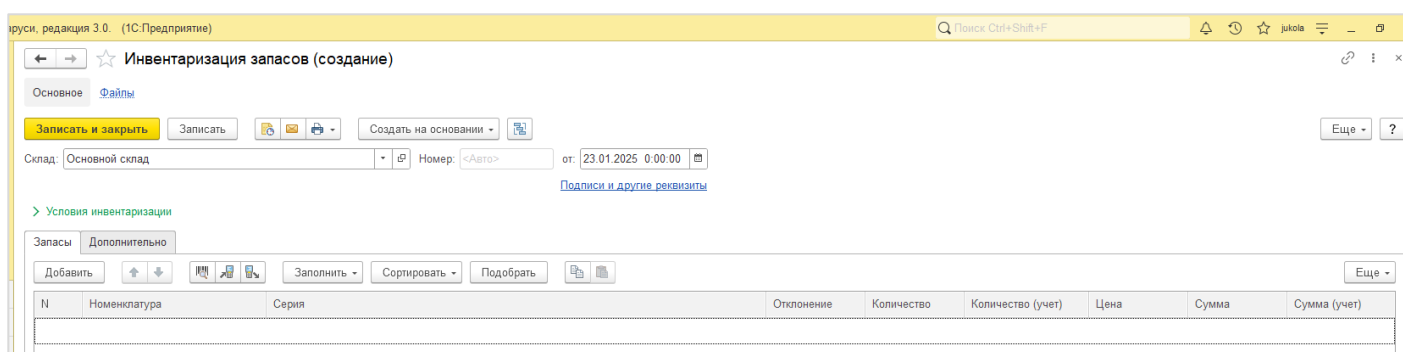 аруси, редакция 3.0. (1С:Предприятие) Поиск Ctrl+Shift+F jukola
Инвентаризация запасов (создание)
Основное Файлы
Записать и закрыть Записать Создать на основании Еще ?
Склад: Основной склад Номер: <Авто> от: 23.01.2025 0:00:00
Подписи и другие реквизиты
Условия инвентаризации
Запасы Дополнительно
Добавить Заполнить Сортировать Подобрать Еще
N Номенклатура Серия Отклонение Количество Количество (учет) Цена Сумма Сумма (учет)